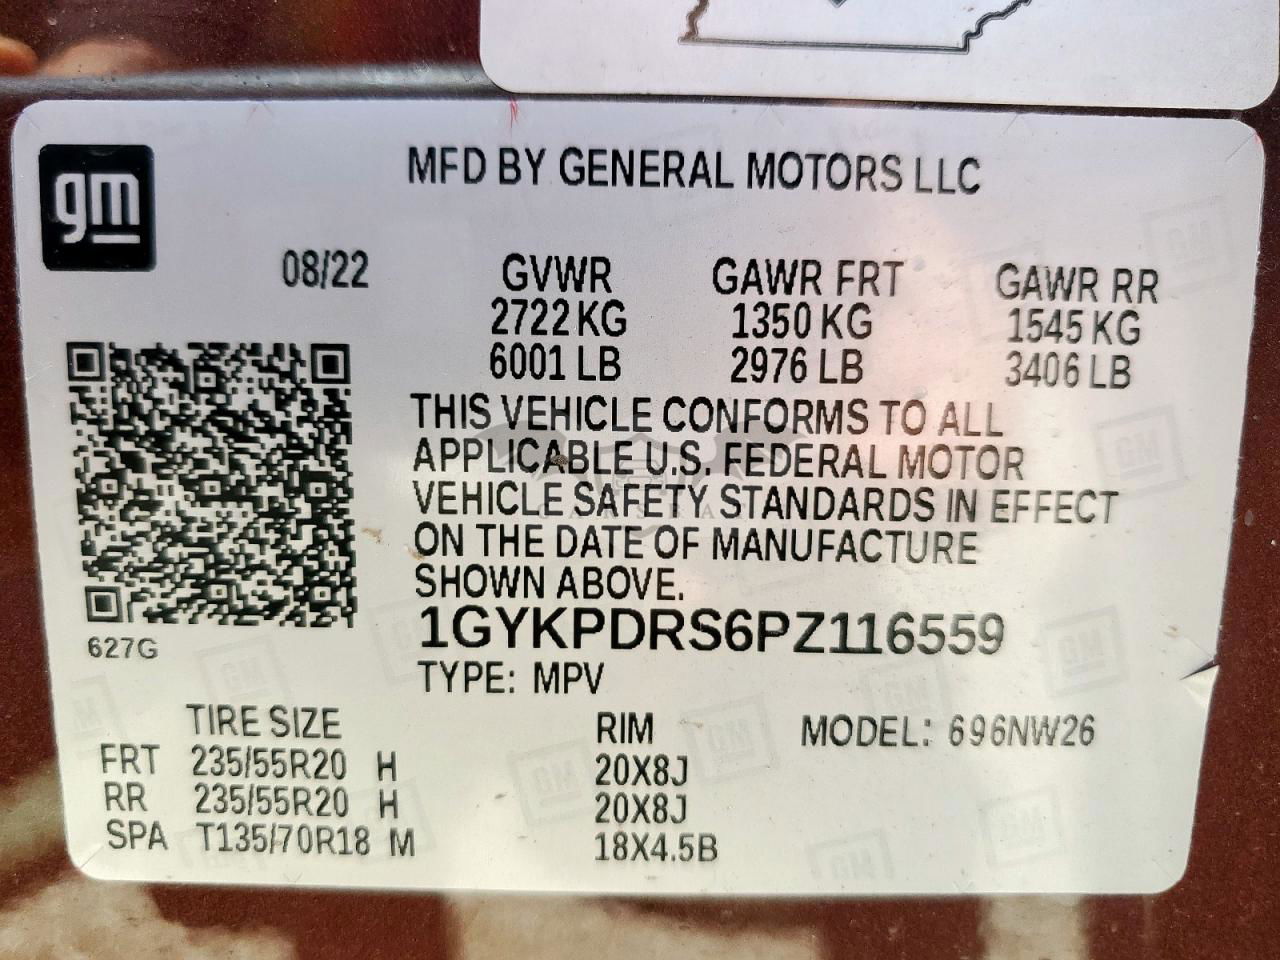 gm
MFD BY GENERAL MOTORS LLC
08/22
GVWR GAWR FRT GAWR RR
2722 KG 1350 KG 1545 KG
6001 LB 2976 LB 3406 LB
THIS VEHICLE CONFORMS TO ALL
APPLICABLE U.S. FEDERAL MOTOR
VEHICLE SAFETY STANDARDS IN EFFECT
ON THE DATE OF MANUFACTURE
SHOWN ABOVE.
1GYKPDRS6PZ116559
627G
TYPE: MPV
TIRE SIZE RIM MODEL: 696NW26
FRT 235/55R20 H 20X8J
RR 235/55R20 H 20X8J
SPA T135/70R18 M 18X4.5B